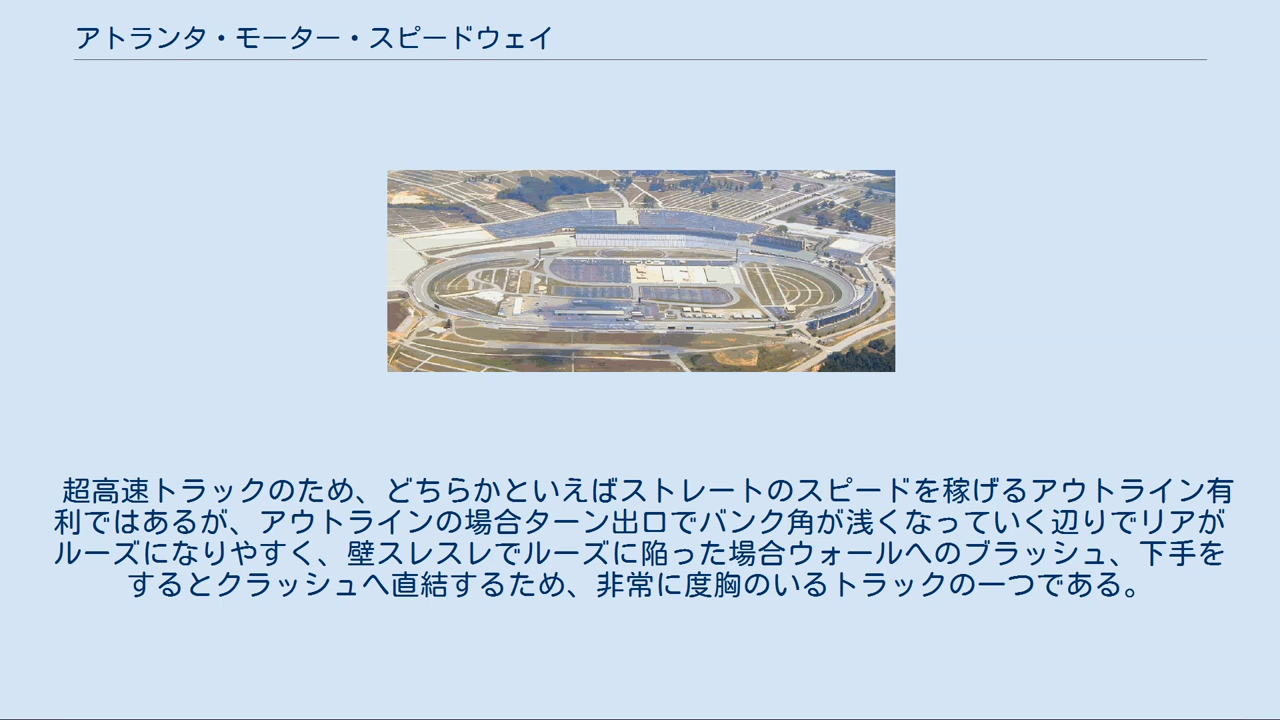 アトランタ・モーター・スピードウェイ
超高速トラックのため、どちらかといえばストレートのスピードを稼げるアウトライン有
利ではあるが、アウトラインの場合ターン出口でバンク角が浅くなっていく辺りでリアが
ルーズになりやすく、壁スレスレでルーズに陥った場合ウォールへのブラッシュ、下手を
するとクラッシュへ直結するため、非常に度胸のいるトラックの一つである。